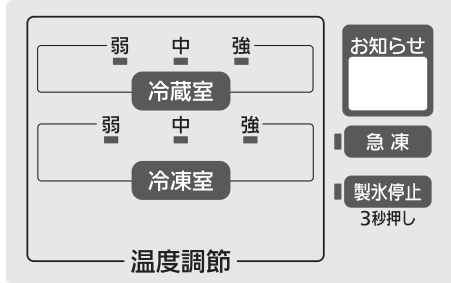 弱 中 強
冷蔵室
弱 中 強
冷凍室
温度調節
お知らせ
急凍
製氷停止
3秒押し